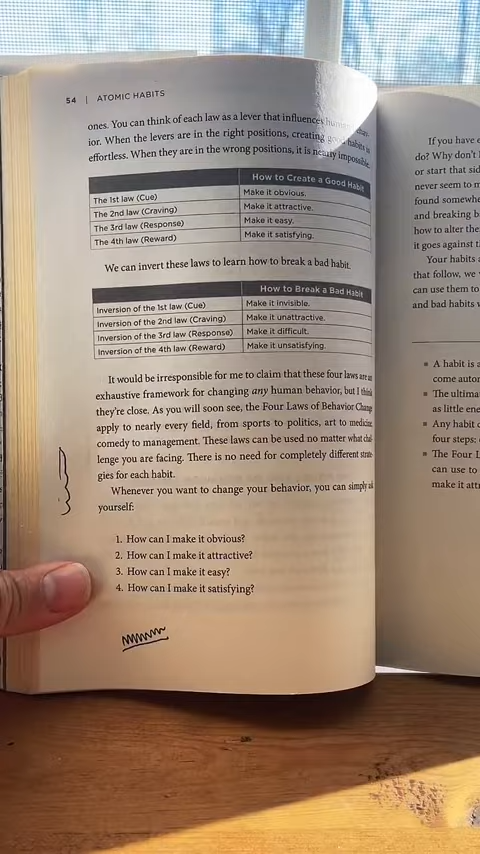 54 | ATOMIC HABITS
ones. You can think of each law as a lever that influences human behav-
ior. When the levers are in the right positions, creating good habits is
effortless. When they are in the wrong positions, it is nearly impossible.
How to Create a Good Habit
The 1st law (Cue) Make it obvious.
The 2nd law (Craving) Make it attractive.
The 3rd law (Response) Make it easy.
The 4th law (Reward) Make it satisfying.
We can invert these laws to learn how to break a bad habit.
How to Break a Bad Habit
Inversion of the 1st law (Cue) Make it invisible.
Inversion of the 2nd law (Craving) Make it unattractive.
Inversion of the 3rd law (Response) Make it difficult.
Inversion of the 4th law (Reward) Make it unsatisfying.
It would be irresponsible for me to claim that these four laws are an
exhaustive framework for changing any human behavior, but I think
they're close. As you will soon see, the Four Laws of Behavior Change
apply to nearly every field, from sports to politics, art to medicine,
comedy to management. These laws can be used no matter what chal-
lenge you are facing. There is no need for completely different strate-
gies for each habit.
Whenever you want to change your behavior, you can simply ask
yourself:
1. How can I make it obvious?
2. How can I make it attractive?
3. How can I make it easy?
4. How can I make it satisfying?
If you have
do? Why don't
or start that sid
never seem to
found somewhe
and breaking b
how to alter the
it goes against
Your habits
that follow, we
can use them to
and bad habits
A habit is
come auto
The ultima
as little ene
Any habit
four steps:
The Four
can use to
make it att